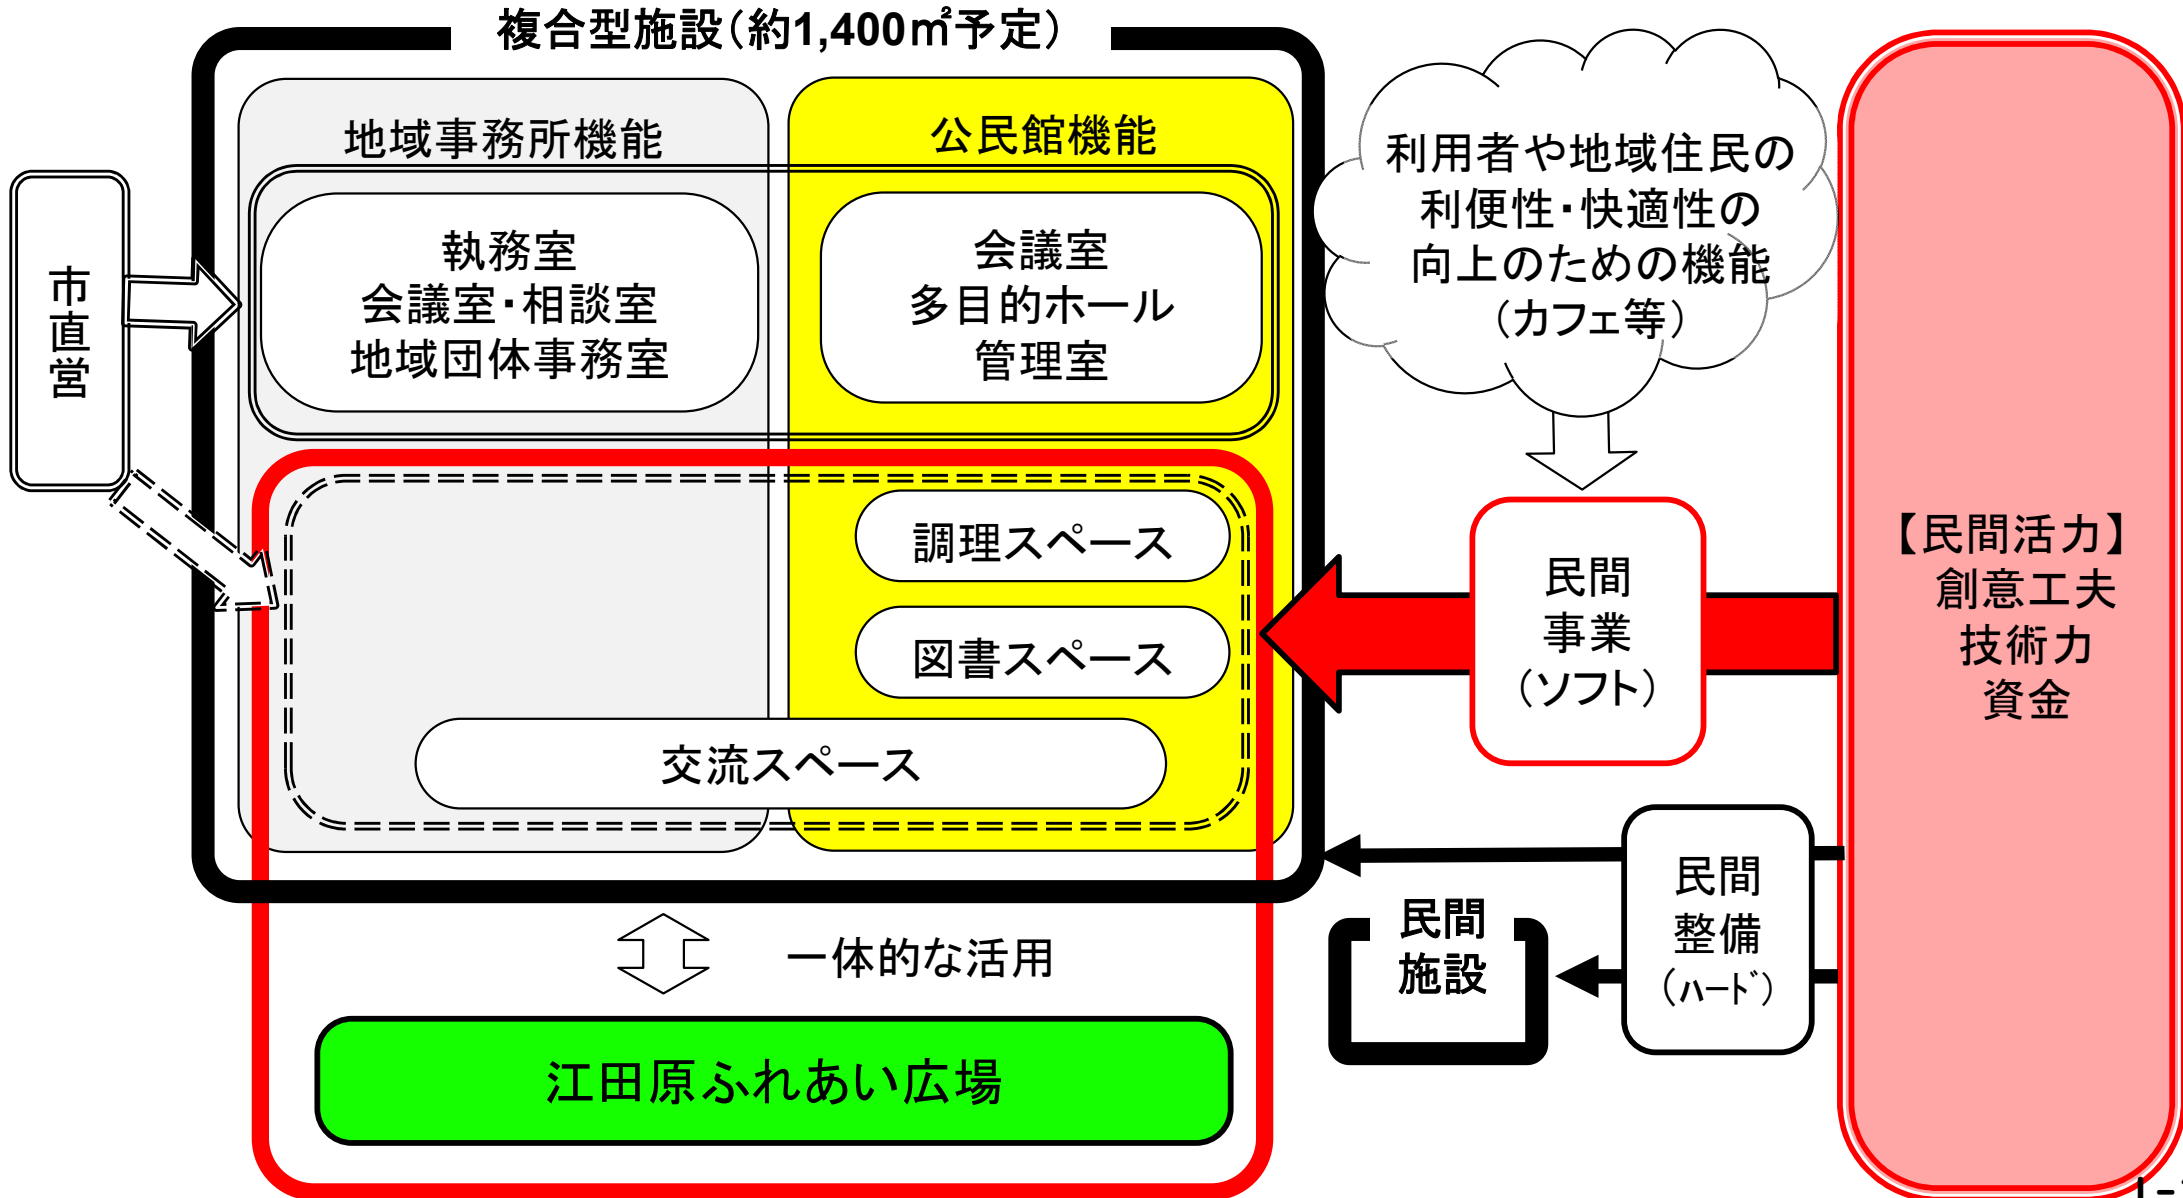 複合型施設（約1,400㎡予定）
地域事務所機能
公民館機能
市直営
執務室
会議室・相談室
地域団体事務室
会議室
多目的ホール
管理室
利用者や地域住民の
利便性・快適性の
向上のための機能
（カフェ等）
調理スペース
図書スペース
交流スペース
民間
事業
（ソフト）
【民間活力】
創意工夫
技術力
資金
民間
整備
（ハード）
民間
施設
一体的な活用
江田原ふれあい広場